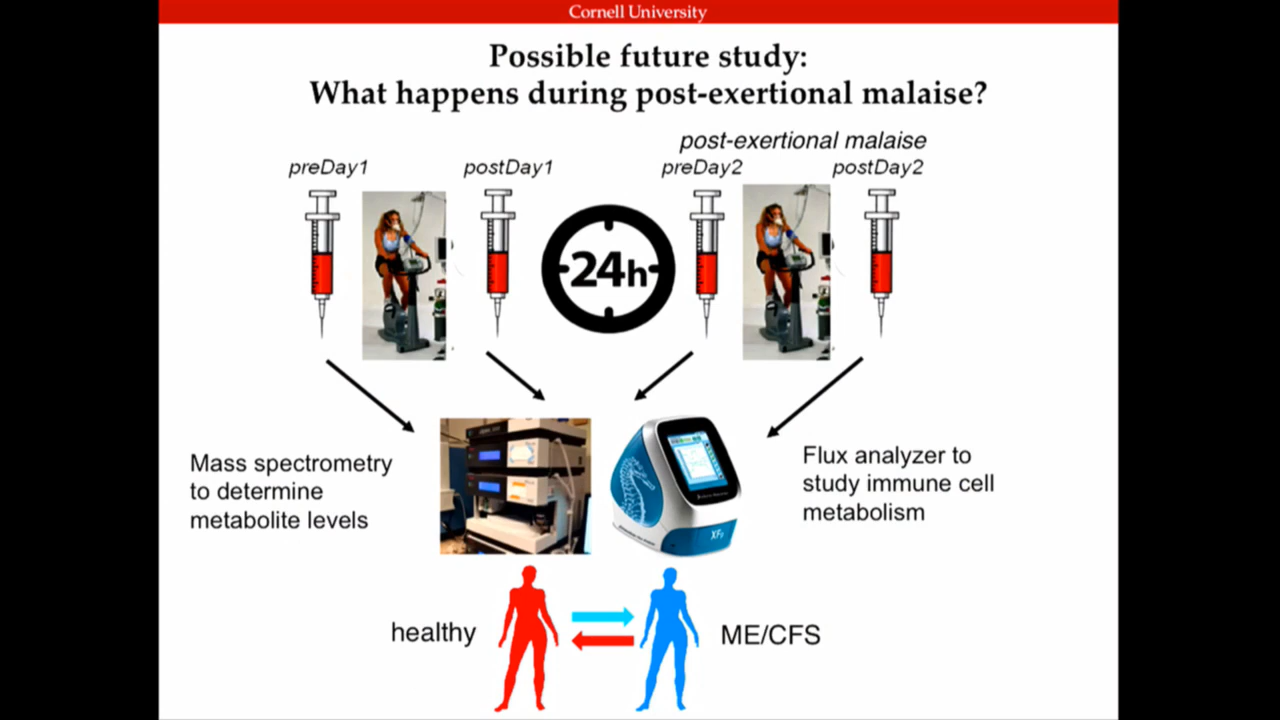 Cornell University
Possible future study:
What happens during post-exertional malaise?
post-exertional malaise
preDay1
postDay1
preDay2
postDay2
24h
Mass spectrometry
to determine
metabolite levels
Flux analyzer to
study immune cell
metabolism
XFp
healthy
ME/CFS